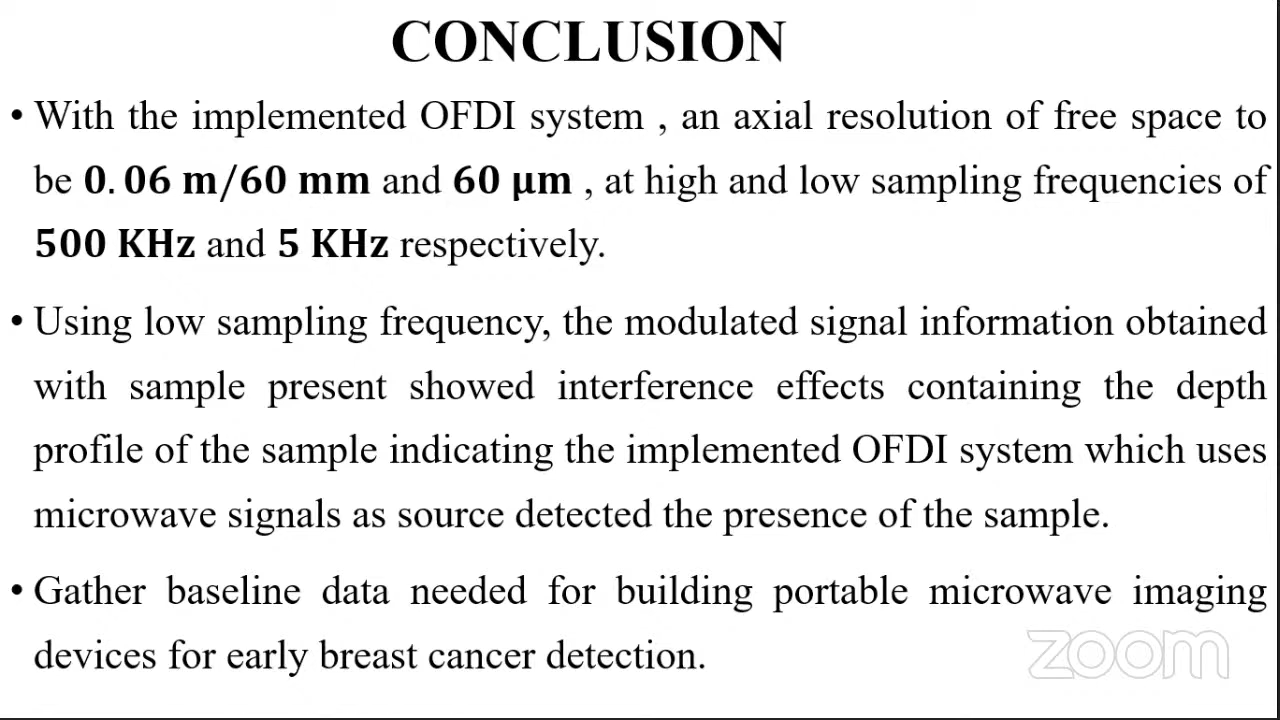 CONCLUSION
• With the implemented OFDI system , an axial resolution of free space to
be 0. 06 m/60 mm and 60 μm , at high and low sampling frequencies of
500 KHz and 5 KHz respectively.
• Using low sampling frequency, the modulated signal information obtained
with sample present showed interference effects containing the depth
profile of the sample indicating the implemented OFDI system which uses
microwave signals as source detected the presence of the sample.
• Gather baseline data needed for building portable microwave imaging
devices for early breast cancer detection.
zoom